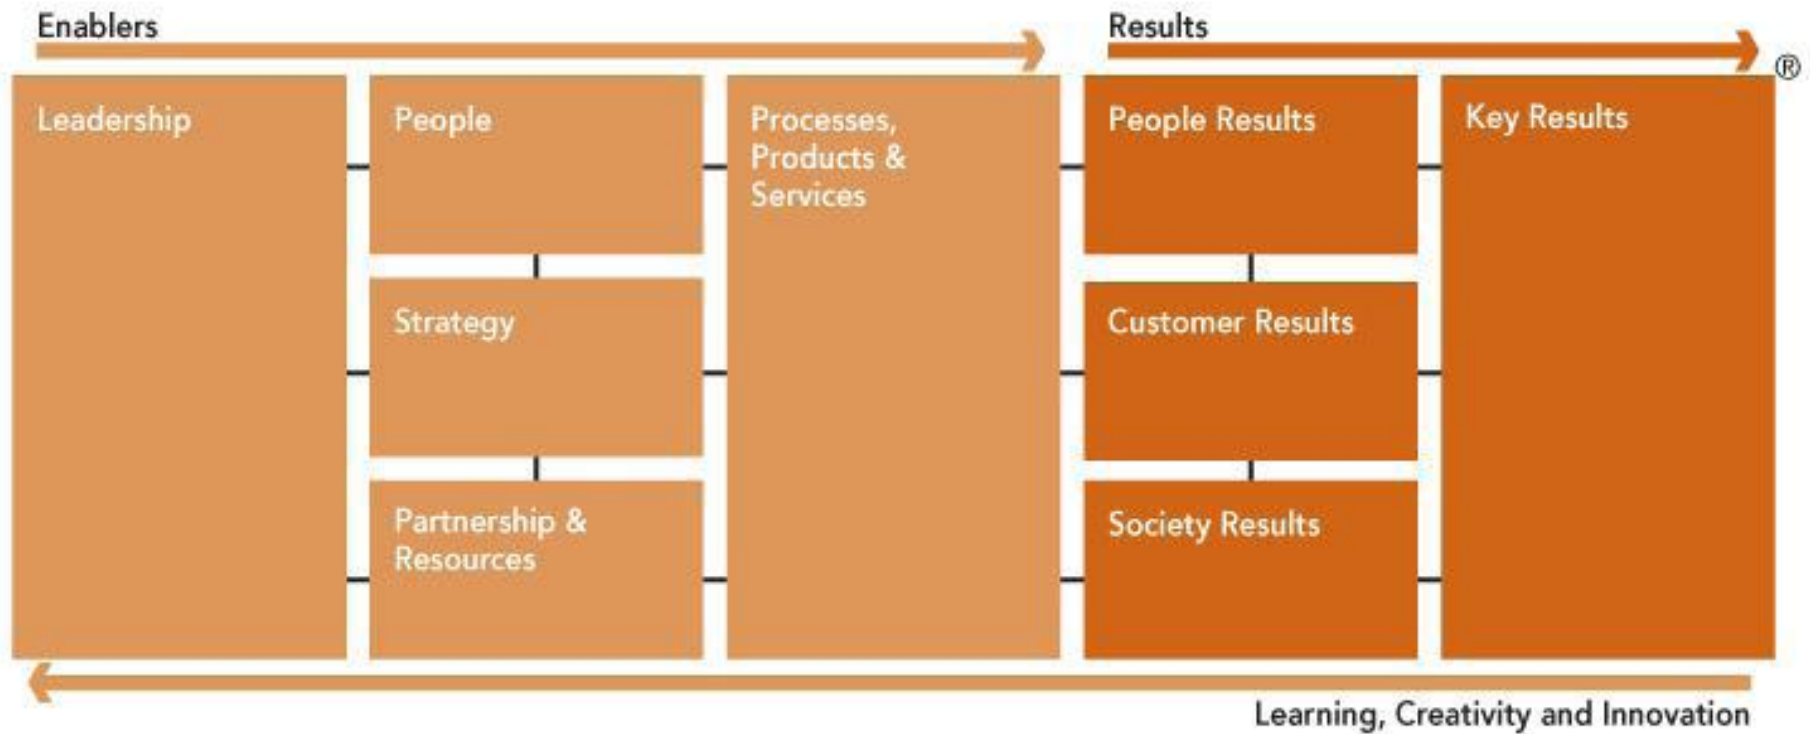 Enablers
Results
®
Leadership
People
Processes,
Products &
Services
People Results
Key Results
Strategy
Customer Results
Partnership &
Resources
Society Results
Learning, Creativity and Innovation